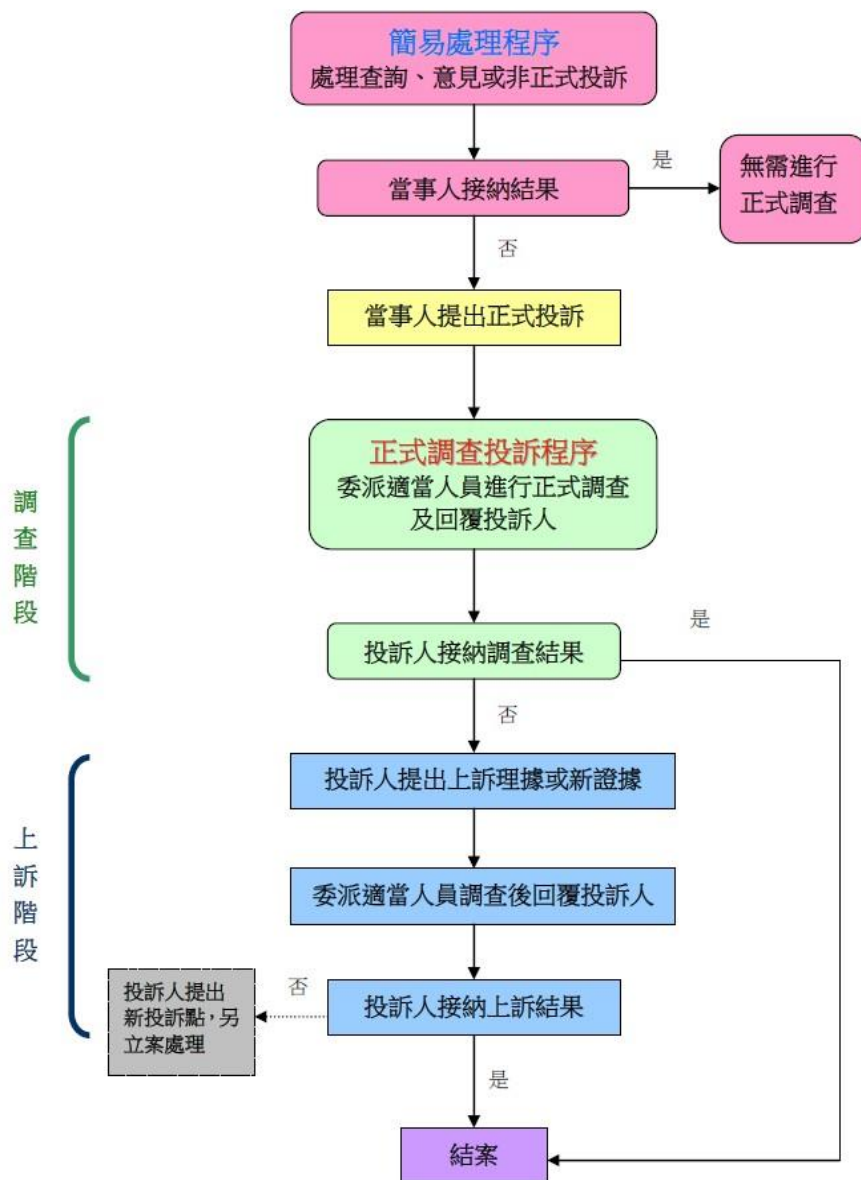 簡易處理程序
處理查詢、意見或非正式投訴
當事人接納結果
是
無需進行
正式調查
否
當事人提出正式投訴
調
查
階
段
正式調查投訴程序
委派適當人員進行正式調查
及回覆投訴人
投訴人接納調查結果
是
否
上
訴
階
段
投訴人提出上訴理據或新證據
委派適當人員調查後回覆投訴人
投訴人接納上訴結果
否
投訴人提出
新投訴點，另
立案處理
是
結案